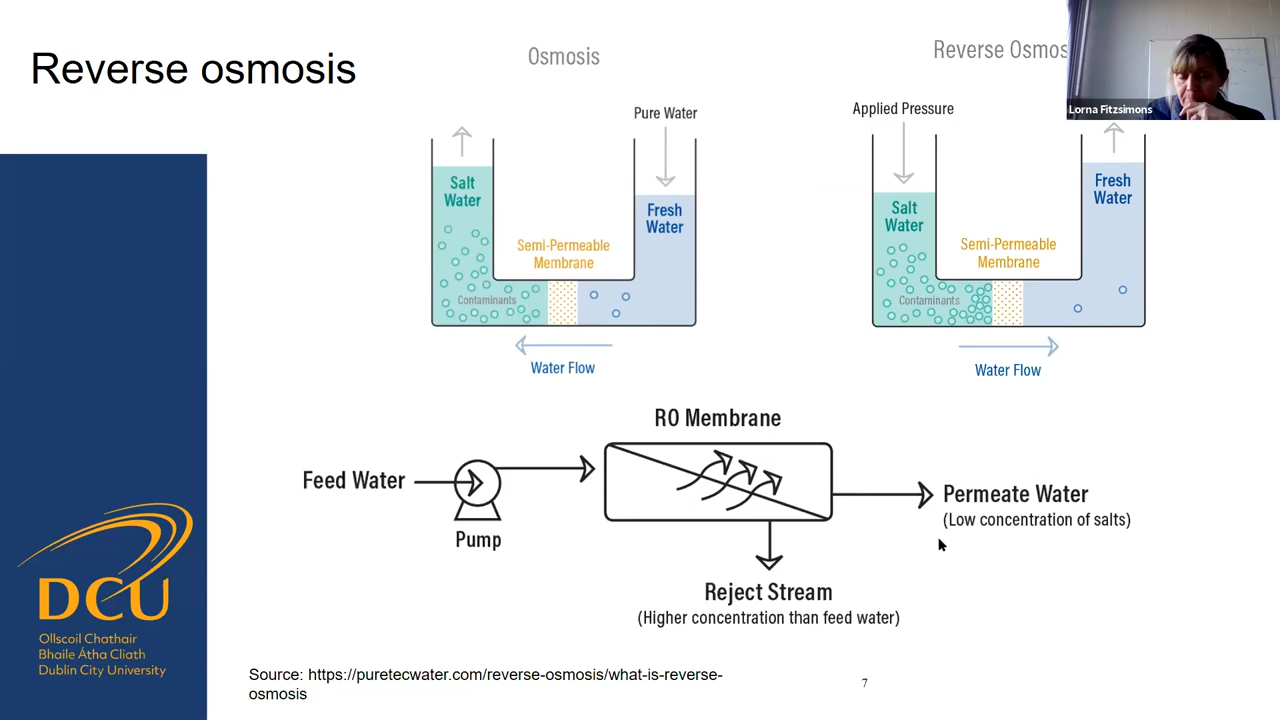 Reverse osmosis
Osmosis
Pure Water
Salt
Water
Fresh
Water
Semi-Permeable
Membrane
Contaminants
Water Flow
Reverse Osmos
Lorna Fitzsimons
Applied Pressure
Salt
Water
Fresh
Water
Semi-Permeable
Membrane
Contaminants
Water Flow
RO Membrane
Feed Water
Pump
Permeate Water
(Low concentration of salts)
Reject Stream
(Higher concentration than feed water)
DCU
Ollscoil Chathair
Bhaile Átha Cliath
Dublin City University
Source: https://puretecwater.com/reverse-osmosis/what-is-reverse-
osmosis
7